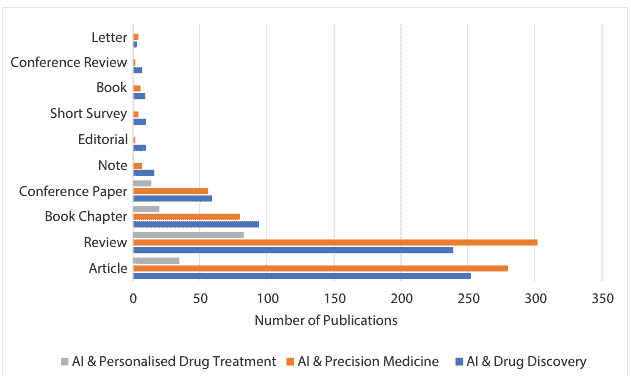 Letter
Conference Review
Book
Short Survey
Editorial
Note
Conference Paper
Book Chapter
Review
Article
0 50 100 150 200 250 300 350
Number of Publications
AI & Personalised Drug Treatment AI & Precision Medicine AI & Drug Discovery